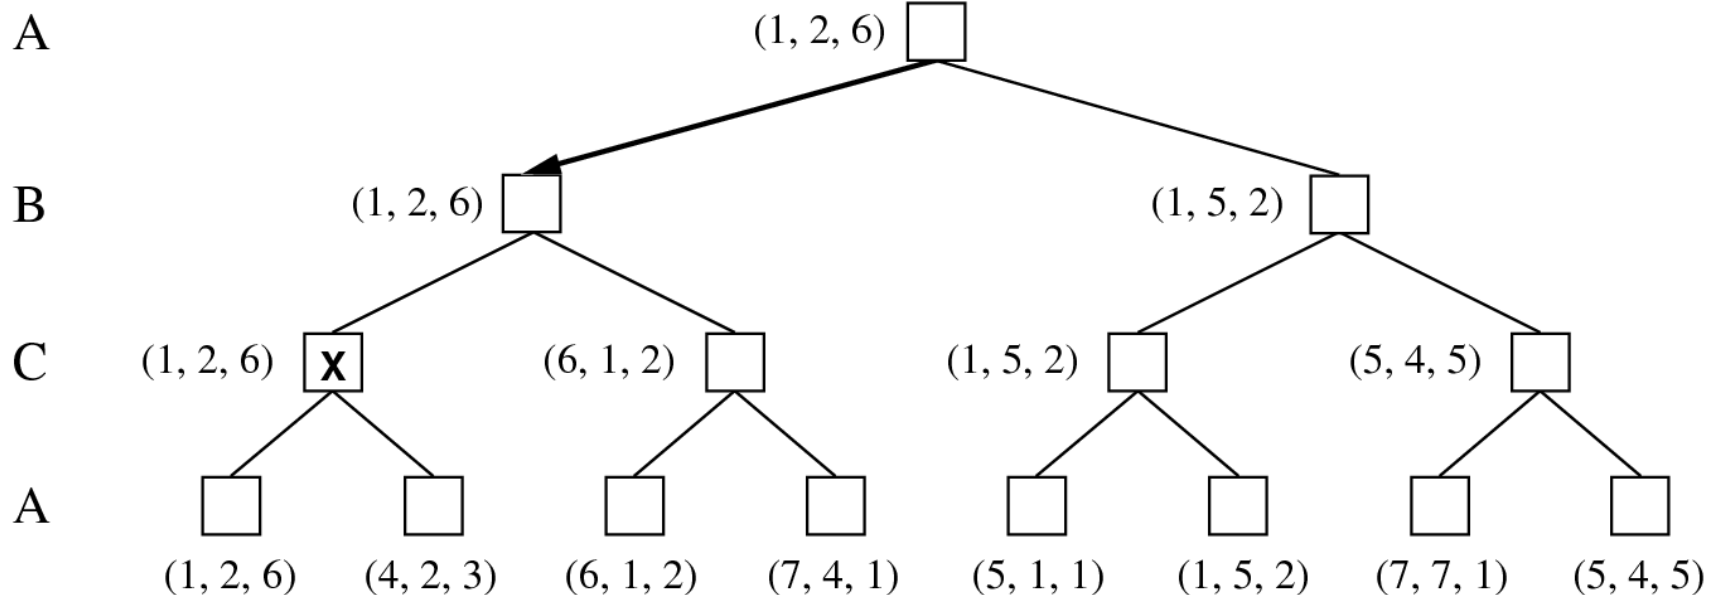 A (1, 2, 6)
B (1, 2, 6) (1, 5, 2)
C (1, 2, 6) X (6, 1, 2) (1, 5, 2) (5, 4, 5)
A
(1, 2, 6) (4, 2, 3) (6, 1, 2) (7, 4, 1) (5, 1, 1) (1, 5, 2) (7, 7, 1) (5, 4, 5)